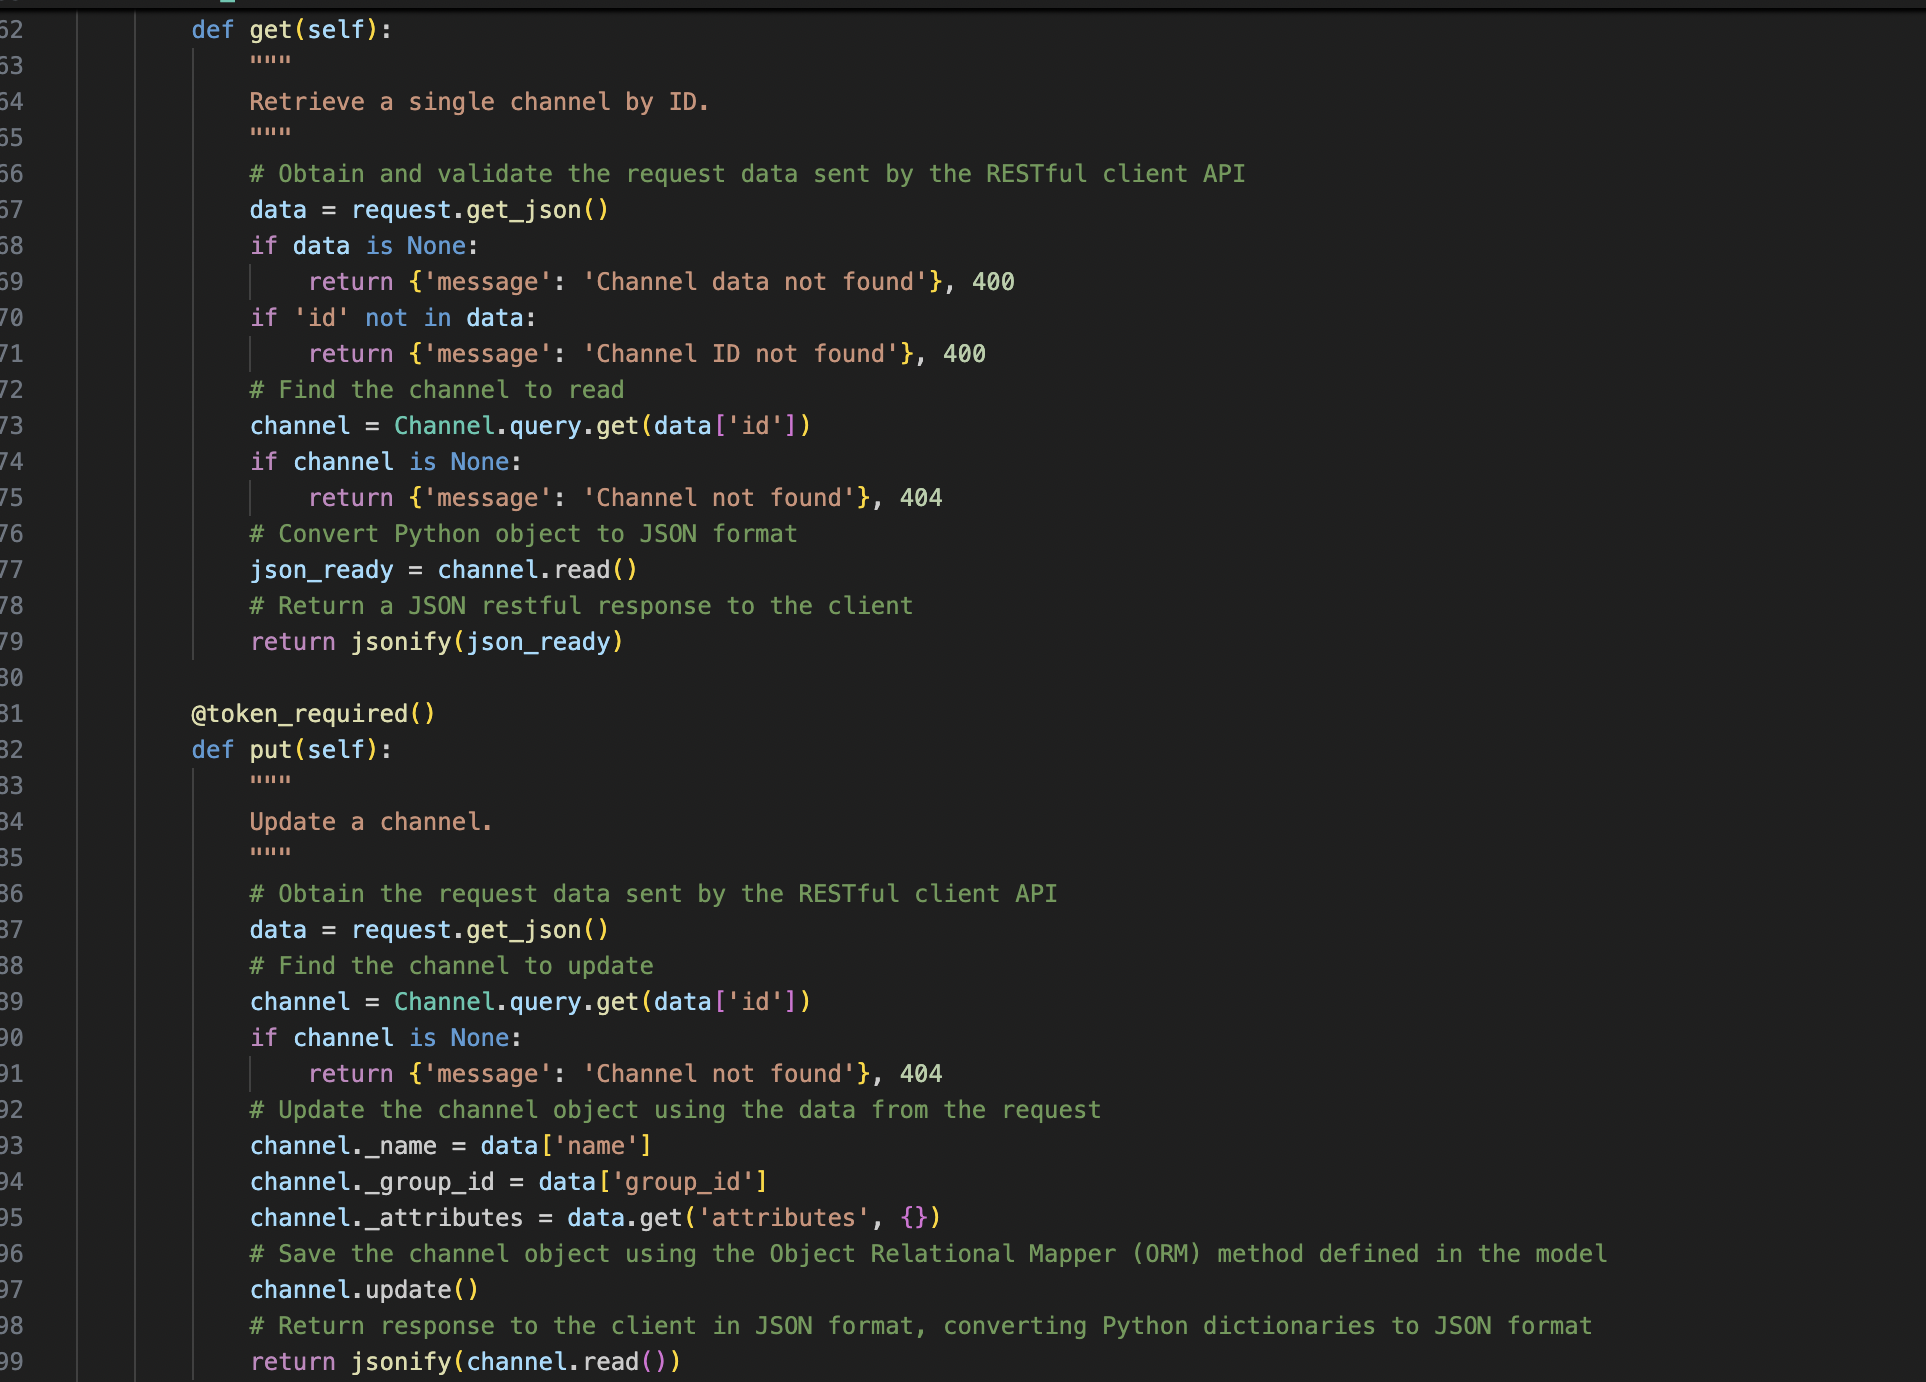 62 def get(self):
63 """
64 Retrieve a single channel by ID.
65 """
66 # Obtain and validate the request data sent by the RESTful client API
67 data = request.get_json()
68 if data is None:
69 return {'message': 'Channel data not found'}, 400
70 if 'id' not in data:
71 return {'message': 'Channel ID not found'}, 400
72 # Find the channel to read
73 channel = Channel.query.get(data['id'])
74 if channel is None:
75 return {'message': 'Channel not found'}, 404
76 # Convert Python object to JSON format
77 json_ready = channel.read()
78 # Return a JSON restful response to the client
79 return jsonify(json_ready)
80
81 @token_required()
82 def put(self):
83 """
84 Update a channel.
85 """
86 # Obtain the request data sent by the RESTful client API
87 data = request.get_json()
88 # Find the channel to update
89 channel = Channel.query.get(data['id'])
90 if channel is None:
91 return {'message': 'Channel not found'}, 404
92 # Update the channel object using the data from the request
93 channel._name = data['name']
94 channel._group_id = data['group_id']
95 channel._attributes = data.get('attributes', {})
96 # Save the channel object using the Object Relational Mapper (ORM) method defined in the model
97 channel.update()
98 # Return response to the client in JSON format, converting Python dictionaries to JSON format
99 return jsonify(channel.read())